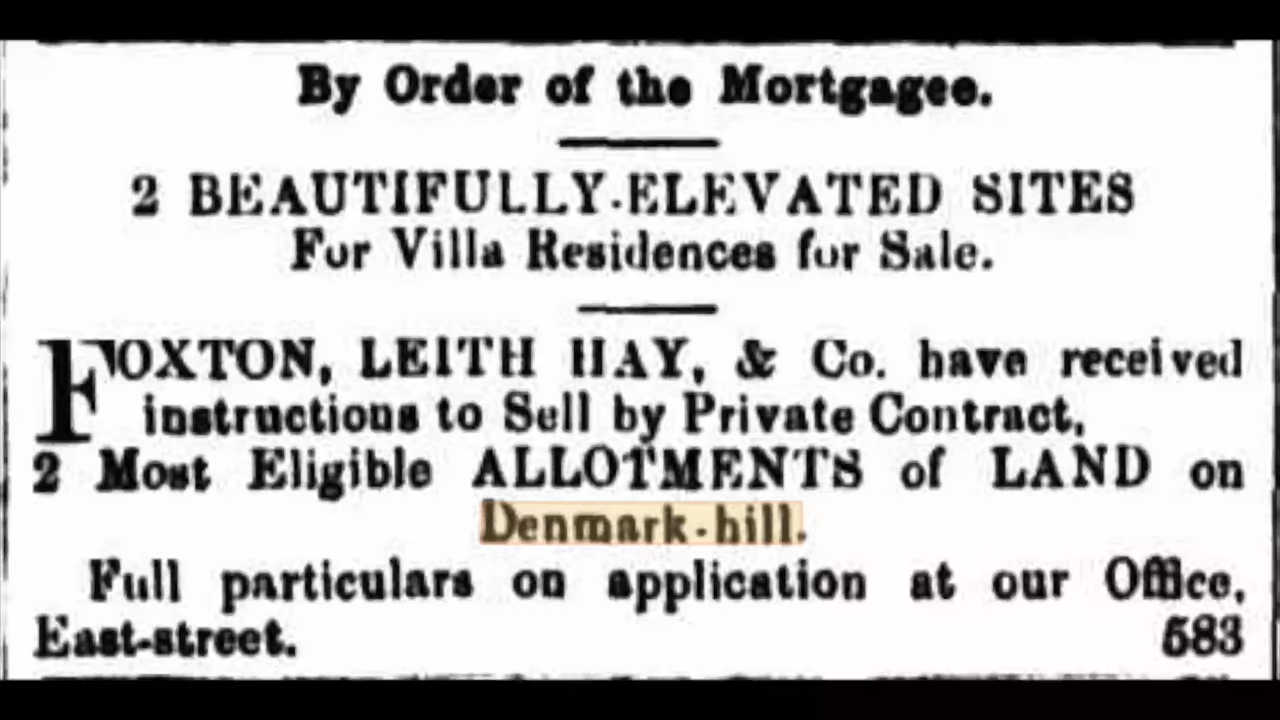 By Order of the Mortgagee.
2 BEAUTIFULLY-ELEVATED SITES
For Villa Residences for Sale.
FOXTON, LEITH HAY, & Co. have received
instructions to Sell by Private Contract,
2 Most Eligible ALLOTMENTS of LAND on
Denmark-hill.
Full particulars on application at our Office,
East-street. 583